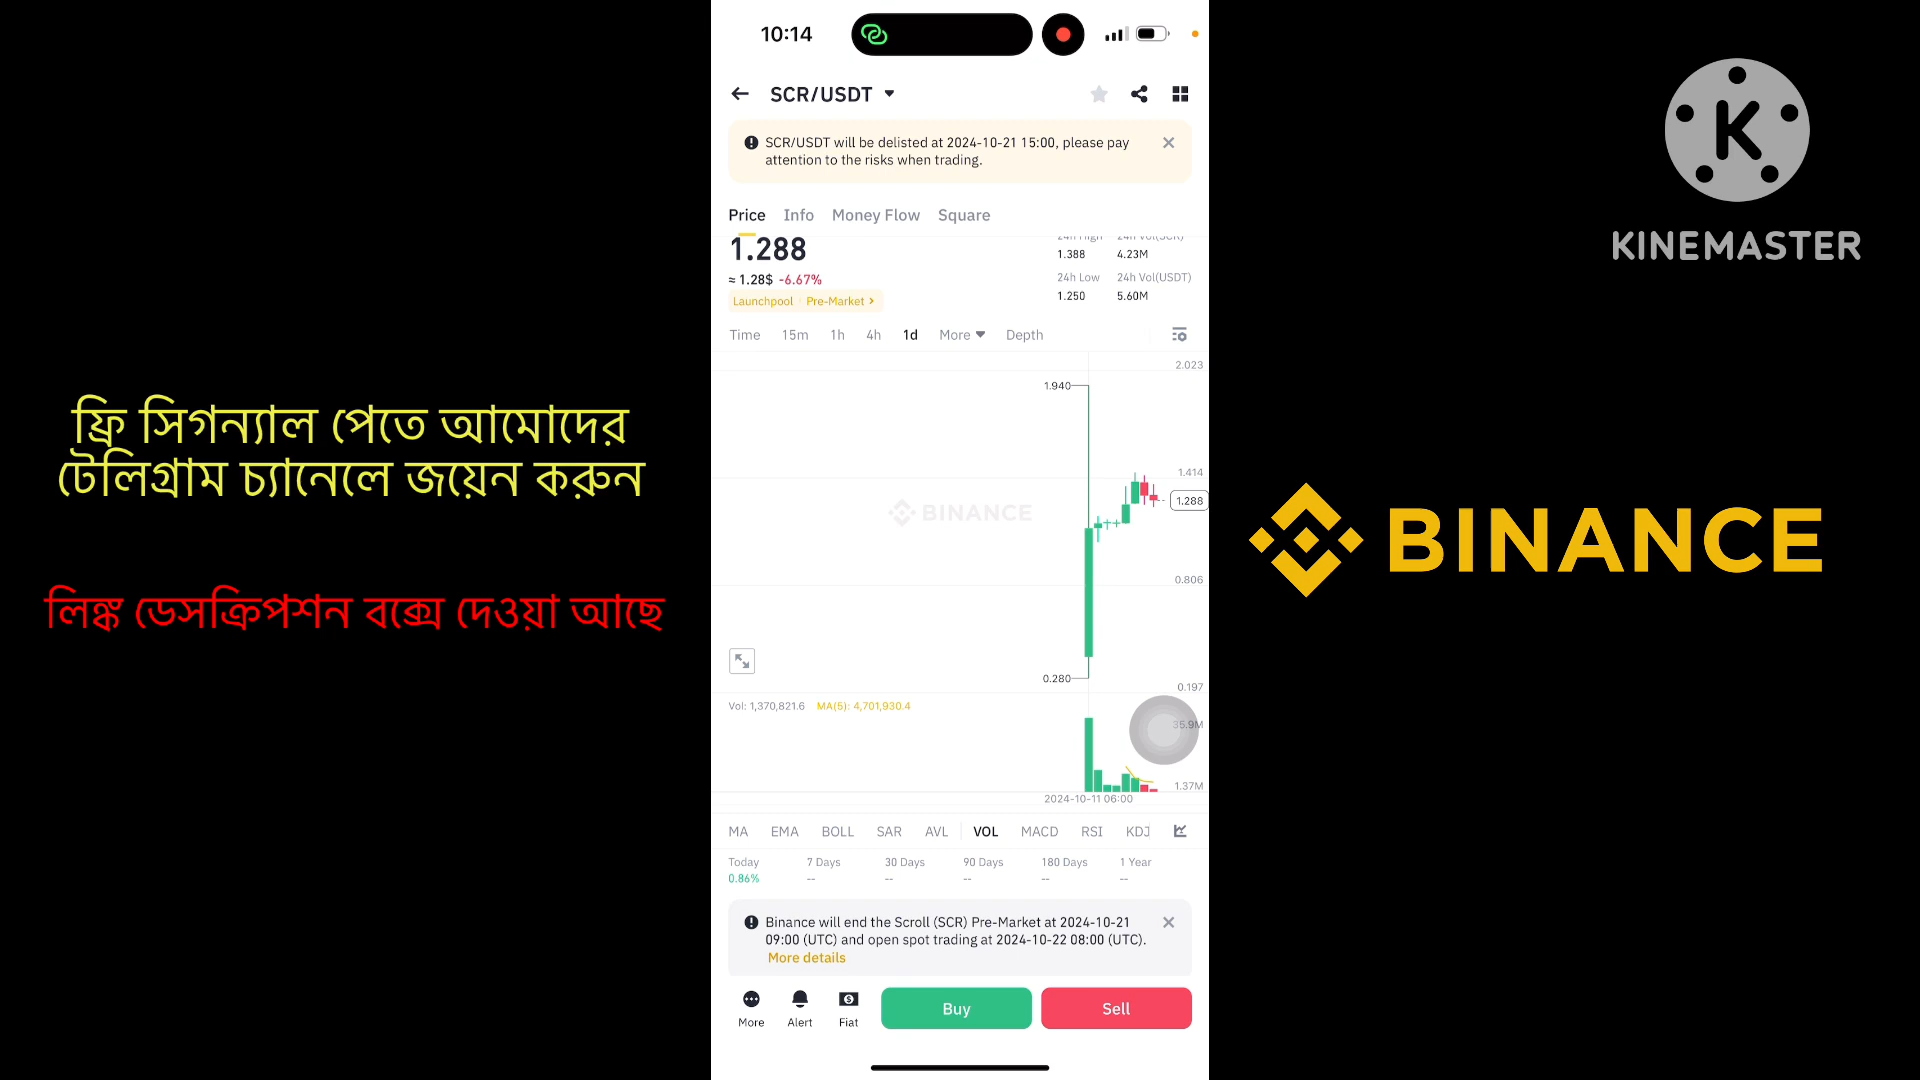 ফ্রি সিগন্যাল পেতে আমোদের
টেলিগ্রাম চ্যানেলে জয়েন করুন
লিঙ্ক ডেসক্রিপশন বক্সে দেওয়া আছে
10:14
SCR/USDT
SCR/USDT will be delisted at 2024-10-21 15:00, please pay
attention to the risks when trading.
Price Info Money Flow Square
1.288
24h High 24h Vol(SCR)
1.388 4.23M
≈ 1.28$ -6.67%
24h Low 24h Vol(USDT)
1.250 5.60M
Launchpool Pre-Market >
Time 15m 1h 4h 1d More Depth
2.023
1.940
1.414
1.288
BINANCE
0.806
0.280
0.197
Vol: 1,370,821.6 MA(5): 4,701,930.4
35.9M
1.37M
2024-10-11 06:00
MA EMA BOLL SAR AVL VOL MACD RSI KDJ
Today 7 Days 30 Days 90 Days 180 Days 1 Year
0.86% -- -- -- -- --
Binance will end the Scroll (SCR) Pre-Market at 2024-10-21
09:00 (UTC) and open spot trading at 2024-10-22 08:00 (UTC).
More details
More Alert Fiat Buy Sell
K
KINEMASTER
BINANCE